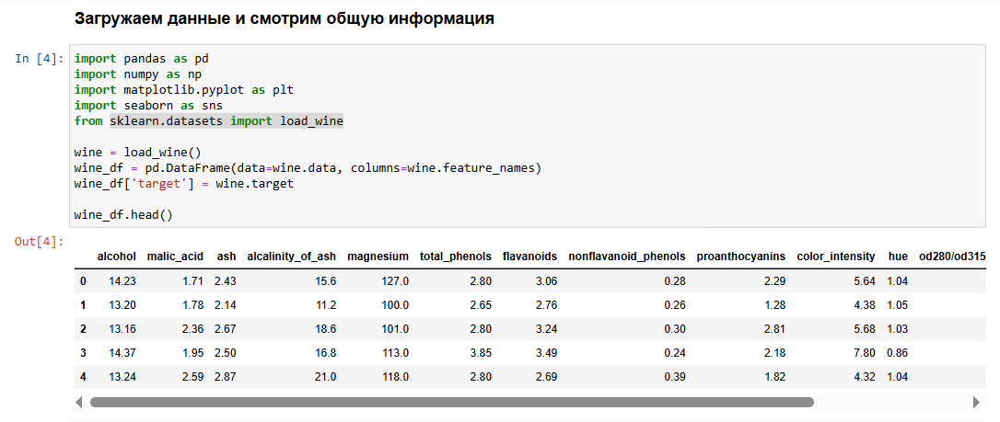 Загружаем данные и смотрим общую информация
In [4]:
import pandas as pd
import numpy as np
import matplotlib.pyplot as plt
import seaborn as sns
from sklearn.datasets import load_wine
wine = load_wine()
wine_df = pd.DataFrame(data=wine.data, columns=wine.feature_names)
wine_df['target'] = wine.target
wine_df.head()
Out[4]:
alcohol malic_acid ash alcalinity_of_ash magnesium total_phenols flavanoids nonflavanoid_phenols proanthocyanins color_intensity hue od280/od315
0 14.23 1.71 2.43 15.6 127.0 2.80 3.06 0.28 2.29 5.64 1.04
1 13.20 1.78 2.14 11.2 100.0 2.65 2.76 0.26 1.28 4.38 1.05
2 13.16 2.36 2.67 18.6 101.0 2.80 3.24 0.30 2.81 5.68 1.03
3 14.37 1.95 2.50 16.8 113.0 3.85 3.49 0.24 2.18 7.80 0.86
4 13.24 2.59 2.87 21.0 118.0 2.80 2.69 0.39 1.82 4.32 1.04